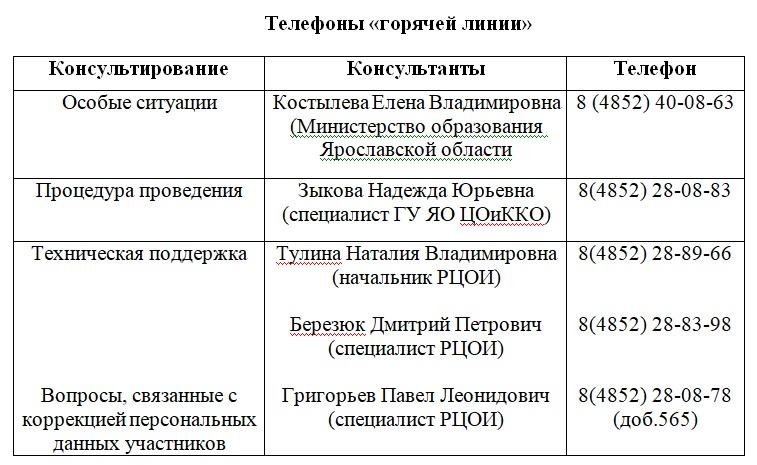 Телефоны «горячей линии»
Консультирование Консультанты Телефон
Особые ситуации Костылева Елена Владимировна 8 (4852) 40-08-63
(Министерство образования
Ярославской области
Процедура проведения Зыкова Надежда Юрьевна 8(4852) 28-08-83
(специалист ГУ ЯО ЦОиККО)
Техническая поддержка Тулина Наталия Владимировна 8(4852) 28-89-66
(начальник РЦОИ)
Березюк Дмитрий Петрович 8(4852) 28-83-98
(специалист РЦОИ)
Вопросы, связанные с Григорьев Павел Леонидович 8(4852) 28-08-78
коррекцией персональных (специалист РЦОИ) (доб.565)
данных участников